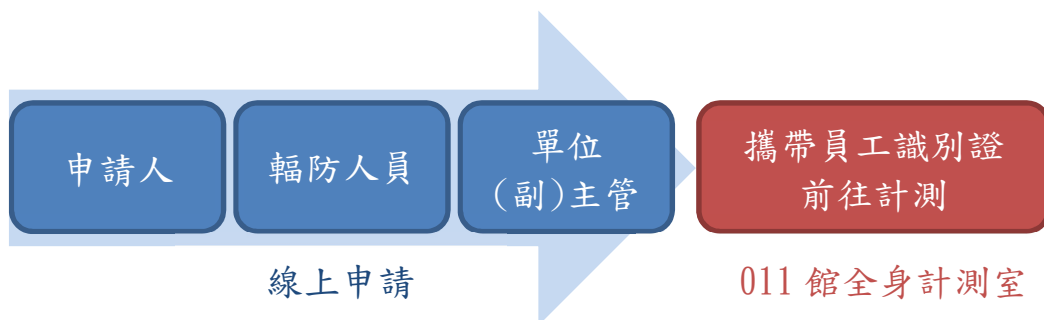 申請人
輻防人員
單位
(副)主管
攜帶員工識別證
前往計測
線上申請
011 館全身計測室